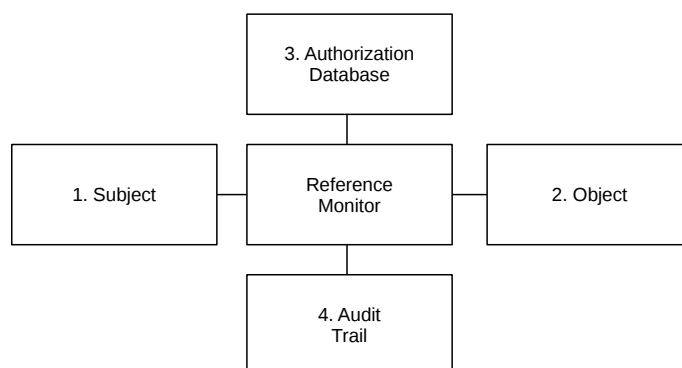 3. Authorization
Database
1. Subject
Reference
Monitor
2. Object
4. Audit
Trail